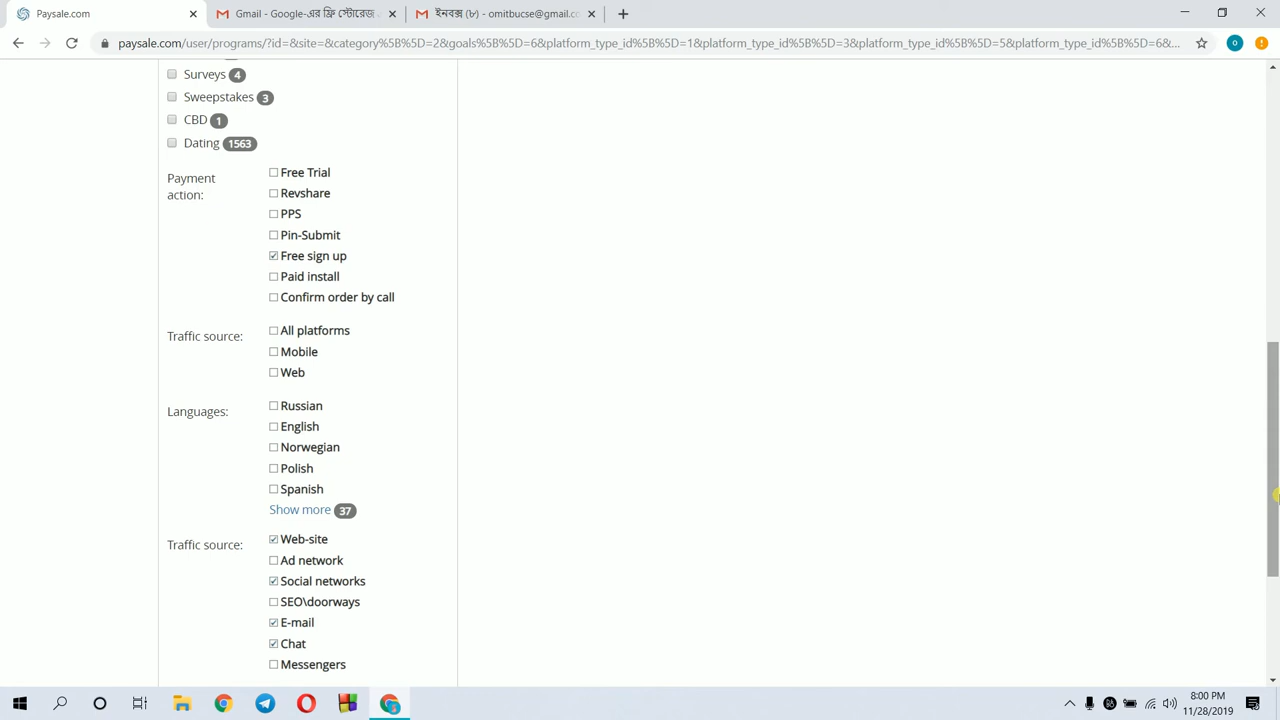 Paysale.com
Gmail - Google-এর ফ্রি স্টোরেজ
ইনবক্স (৮) - omitbucse@gmail.co
paysale.com/user/programs/?id=&site=&category%5B%5D=2&goals%5B%5D=6&platform_type_id%5B%5D=1&platform_type_id%5B%5D=3&platform_type_id%5B%5D=5&platform_type_id%5B%5D=6&...
o
Surveys 4
Sweepstakes 3
CBD 1
Dating 1563
Payment action:
Free Trial
Revshare
PPS
Pin-Submit
Free sign up
Paid install
Confirm order by call
Traffic source:
All platforms
Mobile
Web
Languages:
Russian
English
Norwegian
Polish
Spanish
Show more 37
Traffic source:
Web-site
Ad network
Social networks
SEO\doorways
E-mail
Chat
Messengers
8:00 PM
11/28/2019